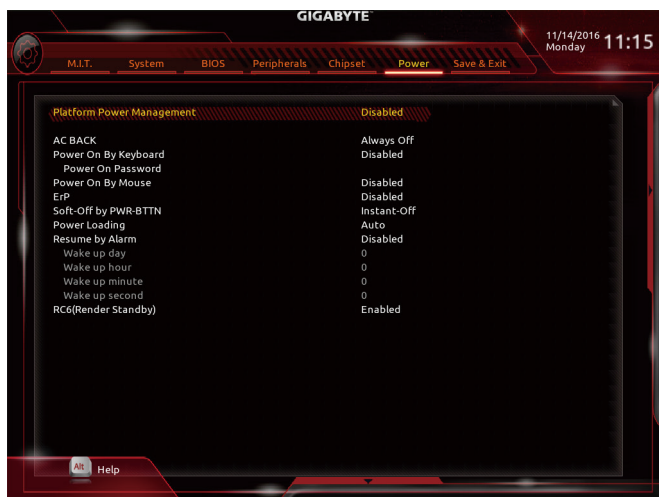 GIGABYTE
11/14/2016 Monday 11:15
M.I.T. System BIOS Peripherals Chipset Power Save & Exit
Platform Power Management Disabled
AC BACK Always Off
Power On By Keyboard Disabled
Power On Password
Power On By Mouse Disabled
ErP Disabled
Soft-Off by PWR-BTTN Instant-Off
Power Loading Auto
Resume by Alarm Disabled
Wake up day 0
Wake up hour 0
Wake up minute 0
Wake up second 0
RC6(Render Standby) Enabled
Alt Help